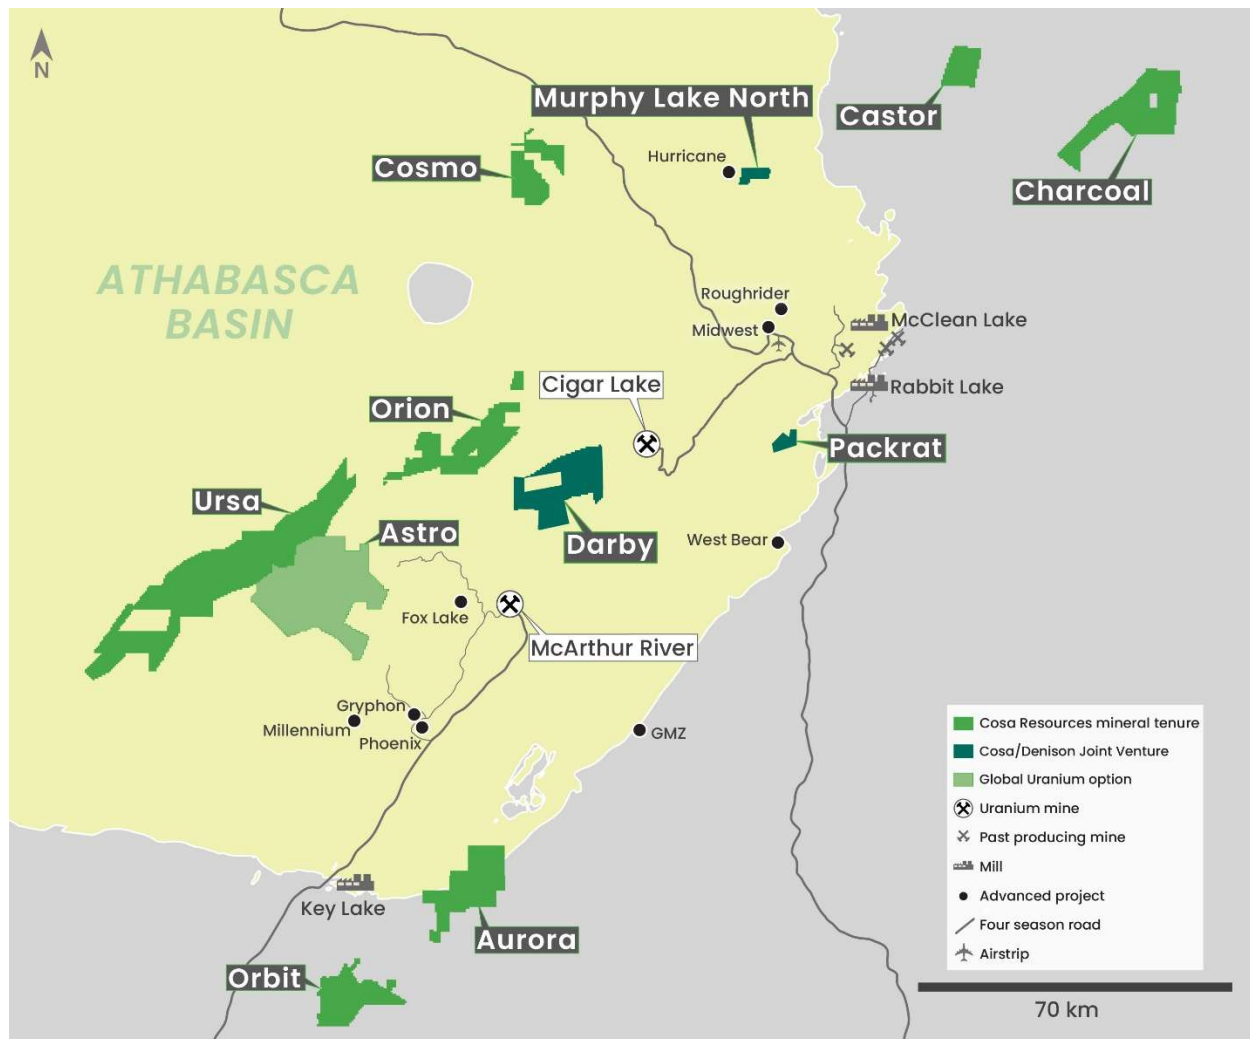 N
Castor
Murphy Lake North
Charcoal
Hurricane
Cosmo
ATHABASCA
BASIN
Roughrider
Midwest
McClean Lake
Rabbit Lake
Cigar Lake
Orion
Packrat
Ursa
Astro
Darby
West Bear
Fox Lake
McArthur River
Gryphon
Millennium
Phoenix
GMZ
Cosa Resources mineral tenure
Cosa/Denison Joint Venture
Global Uranium option
Uranium mine
Past producing mine
Mill
Advanced project
Four season road
Airstrip
Key Lake
Aurora
Orbit
70 km